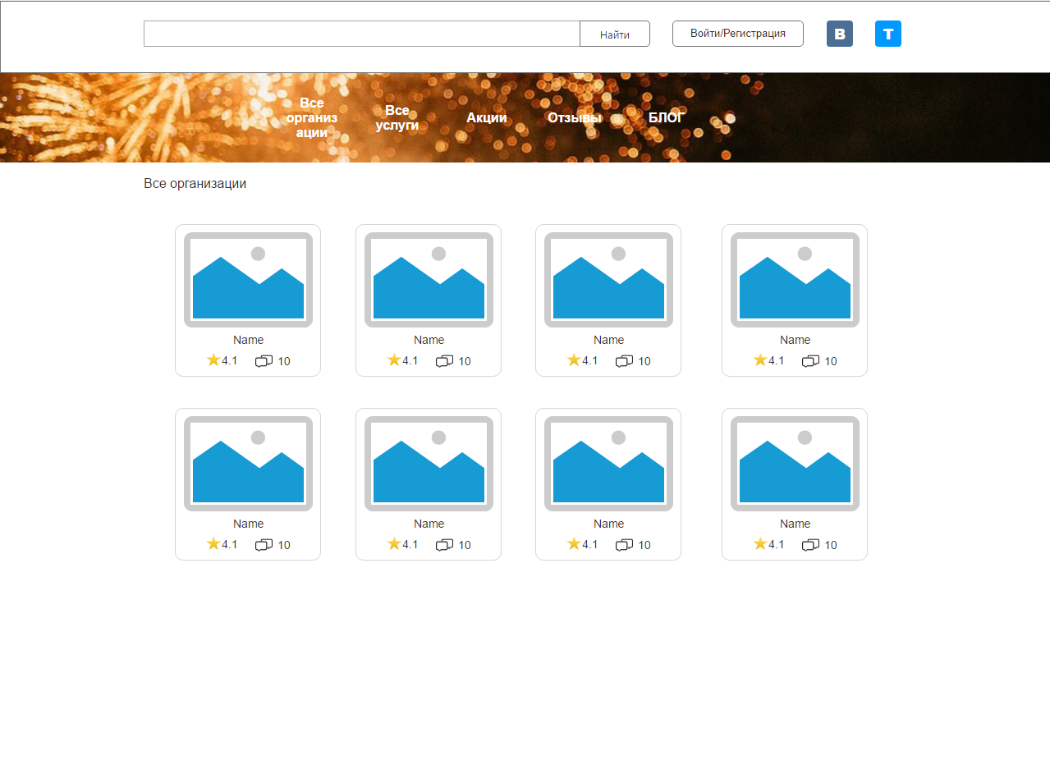 Найти
Войти/Регистрация
B
T
Все
организ
ации
Все
услуги
Акции
Отзывы
БЛОГ
Все организации
Name
Name
Name
Name
4.1 10
4.1 10
4.1 10
4.1 10
Name
Name
Name
Name
4.1 10
4.1 10
4.1 10
4.1 10